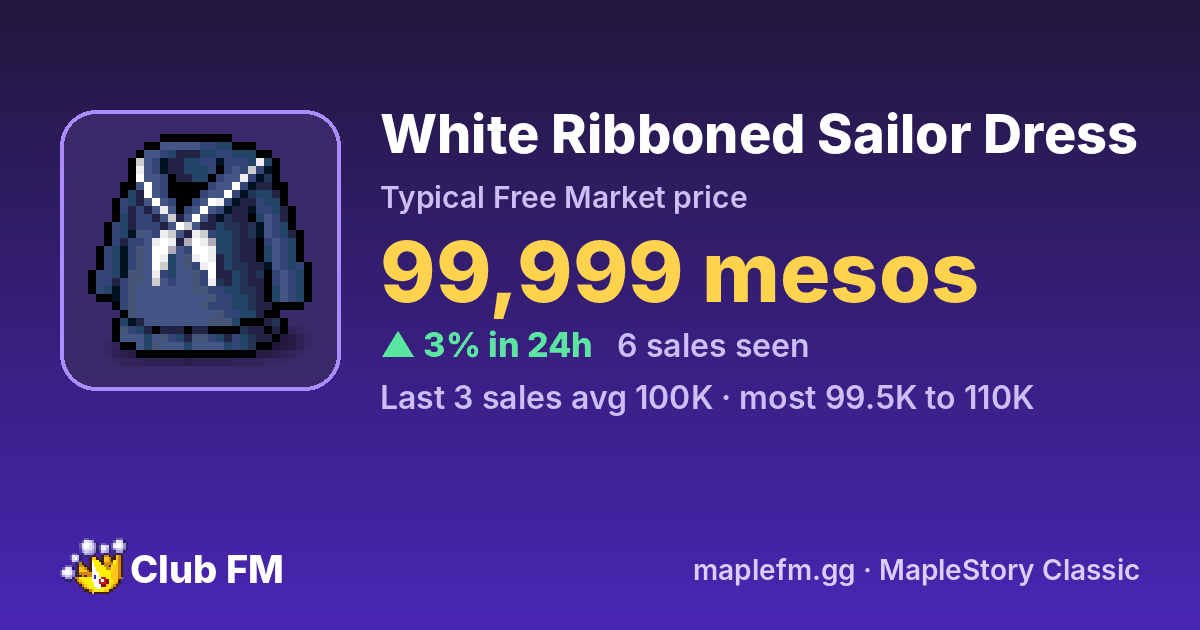 White Ribboned Sailor Dress
Typical Free Market price
99,999 mesos
▲ 3% in 24h 6 sales seen
Last 3 sales avg 100K · most 99.5K to 110K
Club FM
maplefm.gg · MapleStory Classic